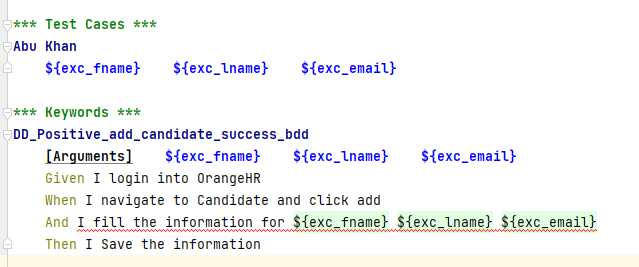 *** Test Cases ***
Abu Khan
${exc_fname} ${exc_lname} ${exc_email}
*** Keywords ***
DD_Positive_add_candidate_success_bdd
[Arguments] ${exc_fname} ${exc_lname} ${exc_email}
Given I login into OrangeHR
When I navigate to Candidate and click add
And I fill the information for ${exc_fname} ${exc_lname} ${exc_email}
Then I Save the information